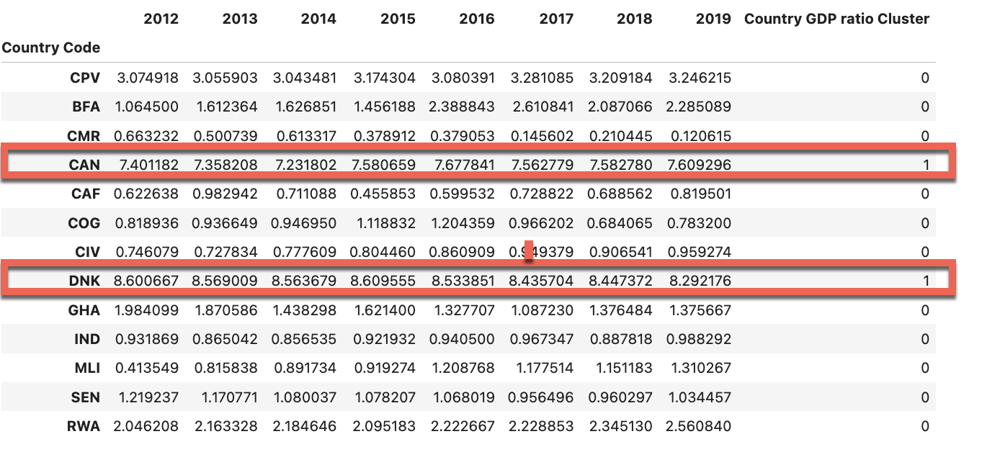 2012 2013 2014 2015 2016 2017 2018 2019 Country GDP ratio Cluster
Country Code
CPV 3.074918 3.055903 3.043481 3.174304 3.080391 3.281085 3.209184 3.246215 0
BFA 1.064500 1.612364 1.626851 1.456188 2.388843 2.610841 2.087066 2.285089 0
CMR 0.663232 0.500739 0.613317 0.378912 0.379053 0.145602 0.210445 0.120615 0
CAN 7.401182 7.358208 7.231802 7.580659 7.677841 7.562779 7.582780 7.609296 1
CAF 0.622638 0.982942 0.711088 0.455853 0.599532 0.728822 0.688562 0.819501 0
COG 0.818936 0.936649 0.946950 1.118832 1.204359 0.966202 0.684065 0.783200 0
CIV 0.746079 0.727834 0.777609 0.804460 0.860909 0.949379 0.906541 0.959274 0
DNK 8.600667 8.569009 8.563679 8.609555 8.533851 8.435704 8.447372 8.292176 1
GHA 1.984099 1.870586 1.438298 1.621400 1.327707 1.087230 1.376484 1.375667 0
IND 0.931869 0.865042 0.856535 0.921932 0.940500 0.967347 0.887818 0.988292 0
MLI 0.413549 0.815838 0.891734 0.919274 1.208768 1.177514 1.151183 1.310267 0
SEN 1.219237 1.170771 1.080037 1.078207 1.068019 0.956496 0.960297 1.034457 0
RWA 2.046208 2.163328 2.184646 2.095183 2.222667 2.228853 2.345130 2.560840 0